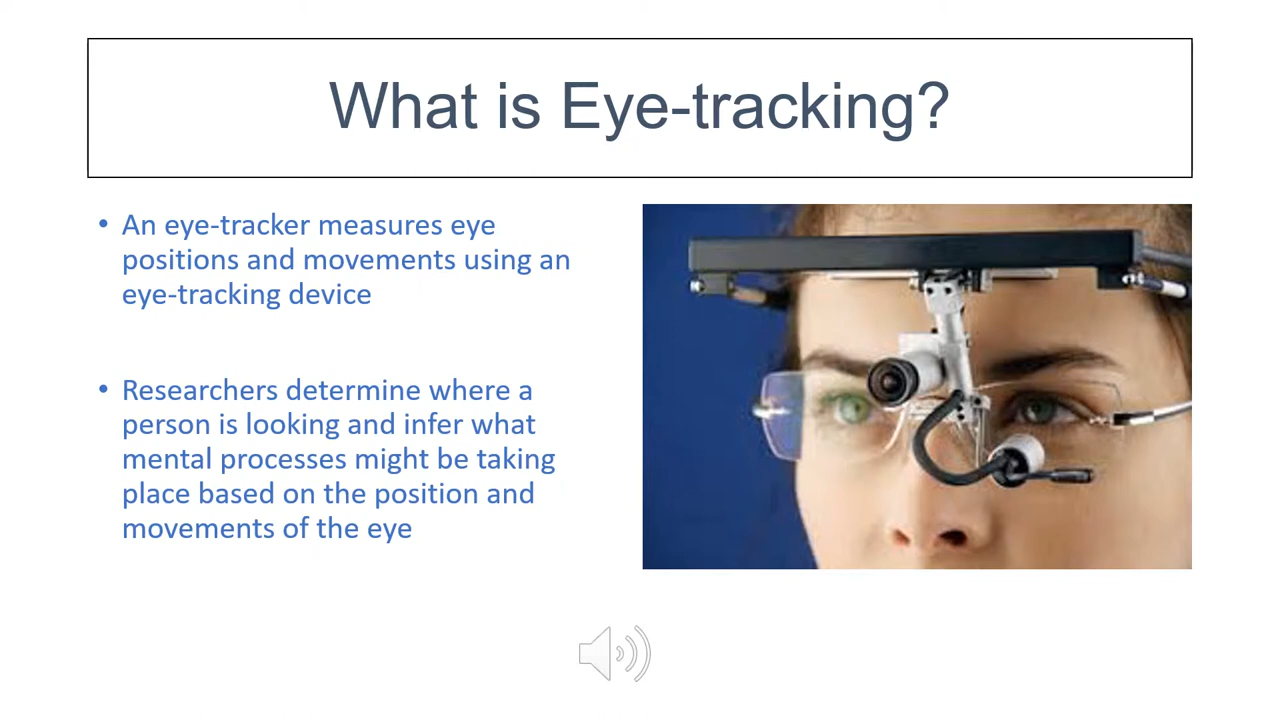 What is Eye-tracking?
• An eye-tracker measures eye
positions and movements using an
eye-tracking device
• Researchers determine where a
person is looking and infer what
mental processes might be taking
place based on the position and
movements of the eye